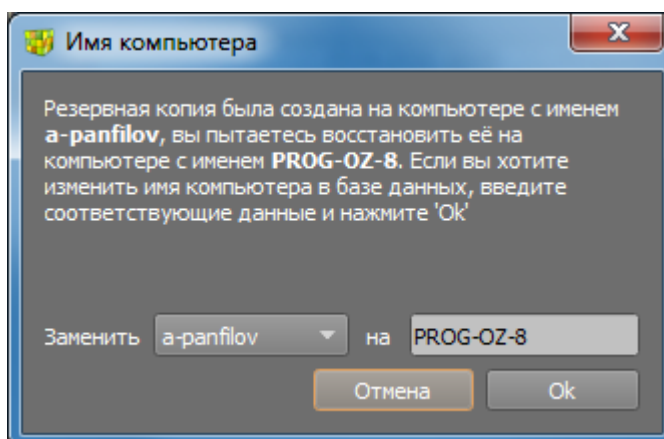 Имя компьютера
Резервная копия была создана на компьютере с именем
a-panfilov, вы пытаетесь восстановить её на
компьютере с именем PROG-OZ-8. Если вы хотите
изменить имя компьютера в базе данных, введите
соответствующие данные и нажмите 'Ok'
Заменить a-panfilov на PROG-OZ-8
Отмена Ok